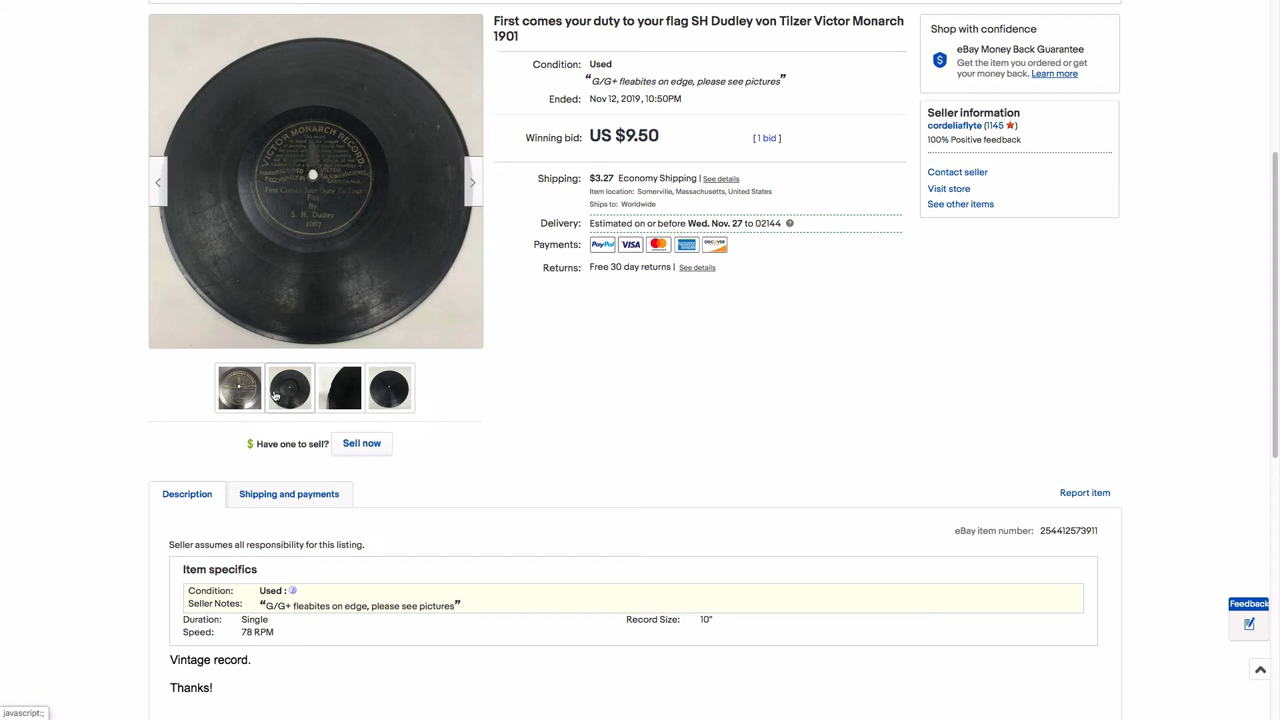 First comes your duty to your flag SH Dudley von Tilzer Victor Monarch
1901
Condition: Used
“G/G+ fleabites on edge, please see pictures”
Ended: Nov 12, 2019, 10:50PM
Winning bid: US $9.50 [ 1 bid ]
Shipping: $3.27 Economy Shipping | See details
Item location: Somerville, Massachusetts, United States
Ships to: Worldwide
Delivery: Estimated on or before Wed. Nov. 27 to 02144
Payments: PayPal VISA
DISCOVER
Returns: Free 30 day returns | See details
Shop with confidence
eBay Money Back Guarantee
Get the item you ordered or get
your money back. Learn more
Seller information
cordeliaflyte (1145 )
100% Positive feedback
Contact seller
Visit store
See other items
VICTOR MONARCH RECORD
First Comes Your Duty To Your
Flag
By
S. H. Dudley
1067
$ Have one to sell? Sell now
Description Shipping and payments Report item
eBay item number: 254412573911
Seller assumes all responsibility for this listing.
Item specifics
Condition: Used :
Seller Notes: “G/G+ fleabites on edge, please see pictures”
Duration: Single Record Size: 10"
Speed: 78 RPM
Vintage record.
Thanks!
Feedback
javascript:;